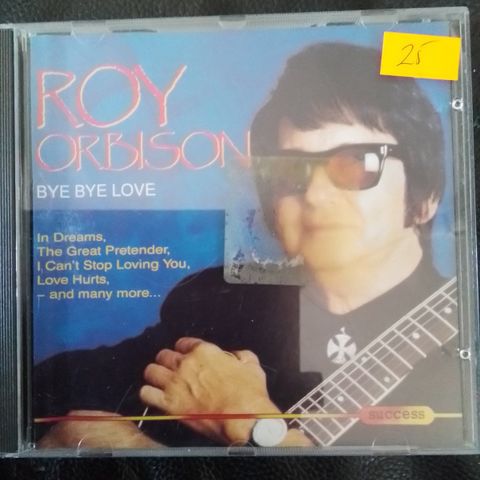 25
ROY
ORBISON
BYE BYE LOVE
In Dreams,
The Great Pretender,
I Can't Stop Loving You,
Love Hurts,
– and many more...
success